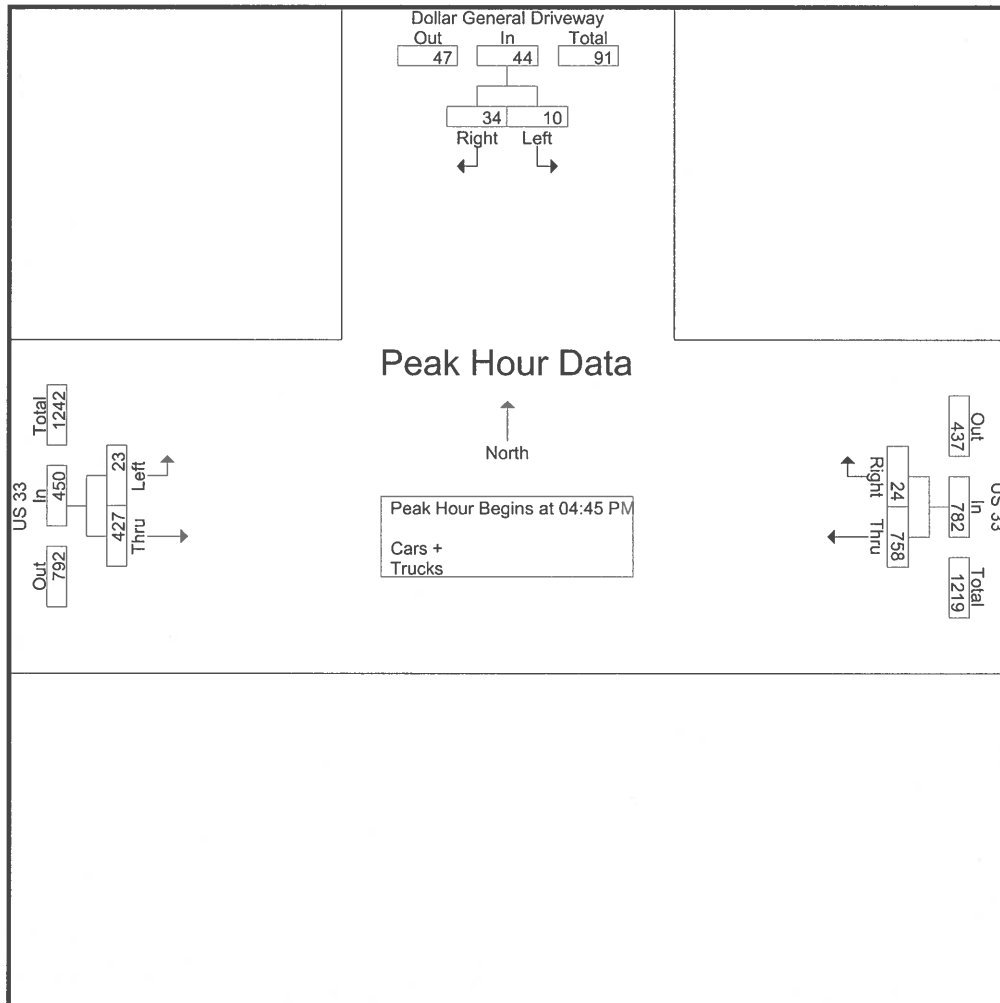 Dollar General Driveway
Out In Total
47 44 91
34 10
Right Left
Peak Hour Data
North
Peak Hour Begins at 04:45 PM
Cars +
Trucks
US 33
Out In Total
792 450 1242
427 23
Thru Left
US 33
Out In Total
437 782 1219
24 758
Right Thru